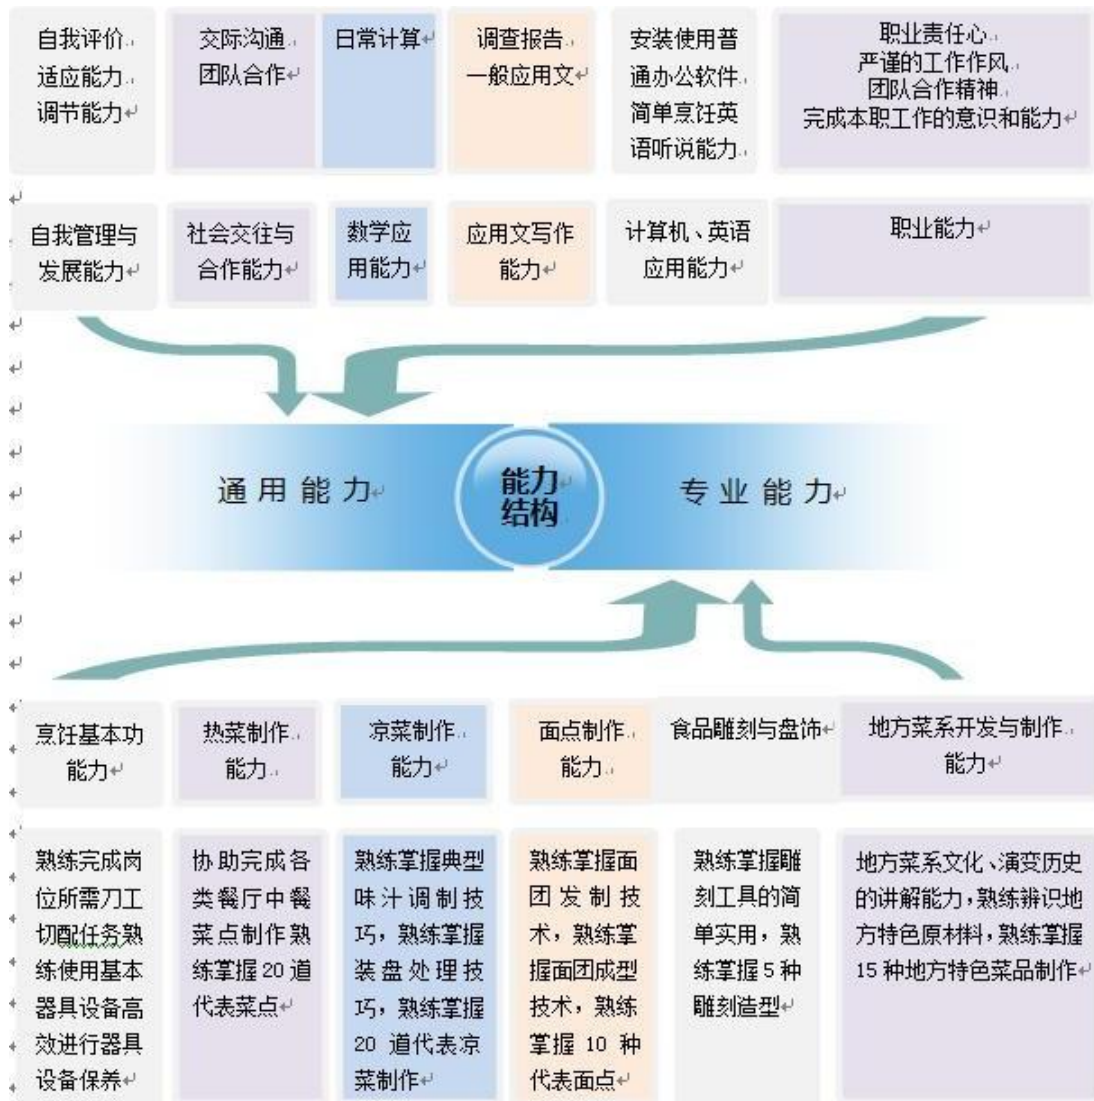 自我评价
适应能力
调节能力
交际沟通
团队合作
日常计算
调查报告
一般应用文
安装使用普
通办公软件
简单烹饪英
语听说能力
职业责任心
严谨的工作作风
团队合作精神
完成本职工作的意识和能力
自我管理与
发展能力
社会交往与
合作能力
数学应
用能力
应用文写作
能力
计算机、英语
应用能力
职业能力
通用能力
能力
结构
专业能力
烹饪基本功
能力
热菜制作
能力
凉菜制作
能力
面点制作
能力
食品雕刻与盘饰
地方菜系开发与制作
能力
熟练完成岗
位所需刀工
切配任务熟
练使用基本
器具设备高
效进行器具
设备保养
协助完成各
类餐厅中餐
菜点制作熟
练掌握20道
代表菜点
熟练掌握典型
味汁调制技
巧，熟练掌握
装盘处理技
巧，熟练掌握
20 道代表凉
菜制作
熟练掌握面
团发制技
术，熟练掌
握面团成型
技术，熟练
掌握 10 种
代表面点
熟练掌握雕
刻工具的简
单实用，熟
练掌握5种
雕刻造型
地方菜系文化、演变历史
的讲解能力，熟练辨识地
方特色原材料，熟练掌握
15种地方特色菜品制作